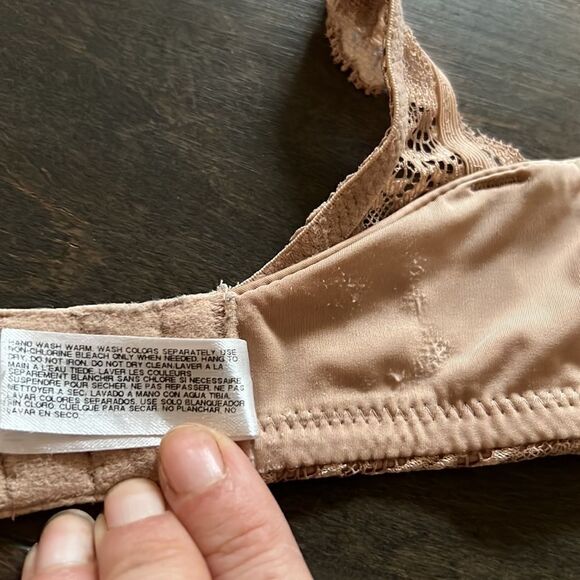 HAND WASH WARM. WASH COLORS SEPARATELY. USE
NON-CHLORINE BLEACH ONLY WHEN NEEDED. HANG TO
DRY. DO NOT IRON. DO NOT DRY CLEAN.LAVER A LA
MAIN A L'EAU TIEDE. LAVER LES COULEURS
SEPAREMENT BLANCHIR SANS CHLORE SI NECESSAIRE
SUSPENDRE POUR SECHER. NE PAS REPASSER. NE PAS
NETTOYER A SEC. LAVADO A MANO CON AGUA TIBIA.
LAVAR COLORES SEPARADOS. USE SOLO BLANQUEADOR
SIN CLORO. CUELGUE PARA SECAR. NO PLANCHAR. NO
LAVAR EN SECO.